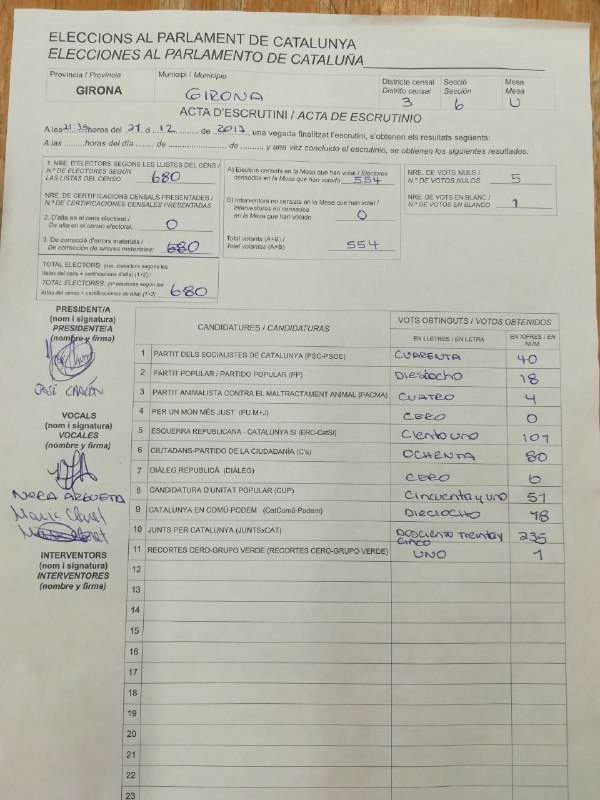 ELECCIONS AL PARLAMENT DE CATALUNYA
ELECCIONES AL PARLAMENTO DE CATALUÑA
Provincia / Provincia
GIRONA
Municipi / Municipio
GIRONA
Districte censal
Distrito censal
3
Secció
Sección
6
Mesa
Mesa
U
ACTA D'ESCRUTINI / ACTA DE ESCRUTINIO
A les 21:35 hores del 21 d 12 de 2017, una vegada finalitzat l'escrutini, s'obtenen els resultats següents:
A las ........ horas del día ........ de ........ de ........ y una vez concluido el escrutinio, se obtienen los siguientes resultados:
1. NRE. D'ELECTORS SEGONS LES LLISTES DEL CENS /
N.º DE ELECTORES SEGÚN
LAS LISTAS DEL CENSO 680
NRE. DE CERTIFICACIONS CENSALS PRESENTADES /
N.º DE CERTIFICACIONES CENSALES PRESENTADAS
2. D'alta en el cens electoral /
De alta en el censo electoral: 0
3. De correcció d'errors materials /
De corrección de errores materiales: 680
TOTAL ELECTORS: (nre. d'electors segons les
llistes del cens + certificacions d'alta) (1+2) /
TOTAL ELECTORES: (nº electores según las
listas del censo + certificaciones de alta) (1+2) 680
A) Electors censats en la Mesa que han votat / Electores
censados en la Mesa que han votado 554
B) Interventors no censats en la Mesa que han votat /
Interventores no censados
en la Mesa que han votado 0
Total votants (A+B) /
Total votantes (A+B) 554
NRE. DE VOTS NULS /
N.º DE VOTOS NULOS 5
NRE. DE VOTS EN BLANC /
N.º DE VOTOS EN BLANCO 1
PRESIDENT/A
(nom i signatura)
PRESIDENTE/A
(nombre y firma)
VOCALS
(nom i signatura)
VOCALES
(nombre y firma)
INTERVENTORS
(nom i signatura)
INTERVENTORES
(nombre y firma)
CANDIDATURES / CANDIDATURAS
VOTS OBTINGUTS / VOTOS OBTENIDOS
EN LLETRES / EN LETRA
EN XIFRES / EN NÚM.
1 PARTIT DELS SOCIALISTES DE CATALUNYA (PSC-PSOE) CUARENTA 40
2 PARTIT POPULAR / PARTIDO POPULAR (PP) DIESEOCHO 18
3 PARTIT ANIMALISTA CONTRA EL MALTRACTAMENT ANIMAL (PACMA) CUATRO 4
4 PER UN MÓN MÉS JUST (PU M+J) CERO 0
5 ESQUERRA REPUBLICANA - CATALUNYA SI (ERC-CatSI) Ciento uno 101
6 CIUTADANS-PARTIDO DE LA CIUDADANÍA (C's) OCHENTA 80
7 DIÀLEG REPUBLICÀ (DIÀLEG) CERO 0
8 CANDIDATURA D'UNITAT POPULAR (CUP) Cincuenta y uno 51
9 CATALUNYA EN COMÚ-PODEM (CatComú-Podem) DIECIOCHO 18
10 JUNTS PER CATALUNYA (JUNTSxCAT) DOSCIENTO TREINTA Y CINCO 235
11 RECORTES CERO-GRUPO VERDE (RECORTES CERO-GRUPO VERDE) UNO 1
12
13
14
15
16
17
18
19
20
21
22
23